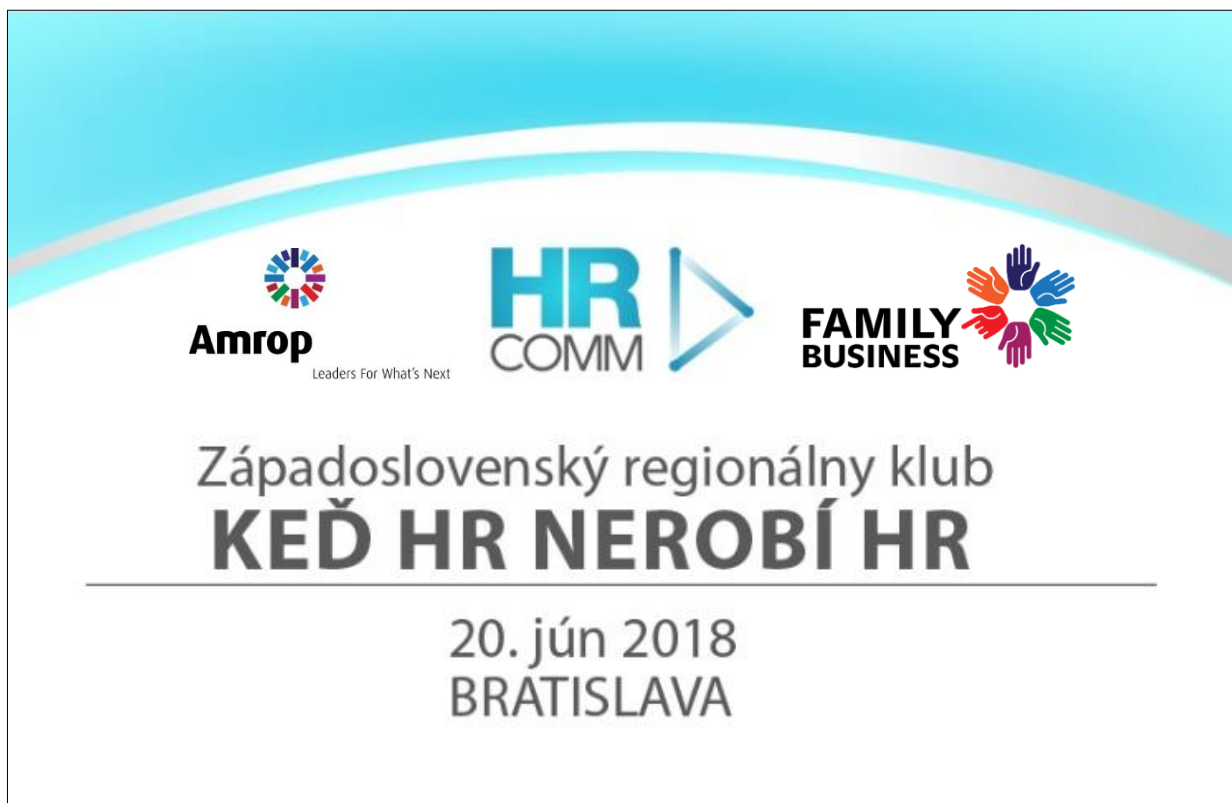 Amrop
Leaders For What's Next
HR
COMM
FAMILY
BUSINESS
Západoslovenský regionálny klub
KEĎ HR NEROBÍ HR
20. jún 2018
BRATISLAVA